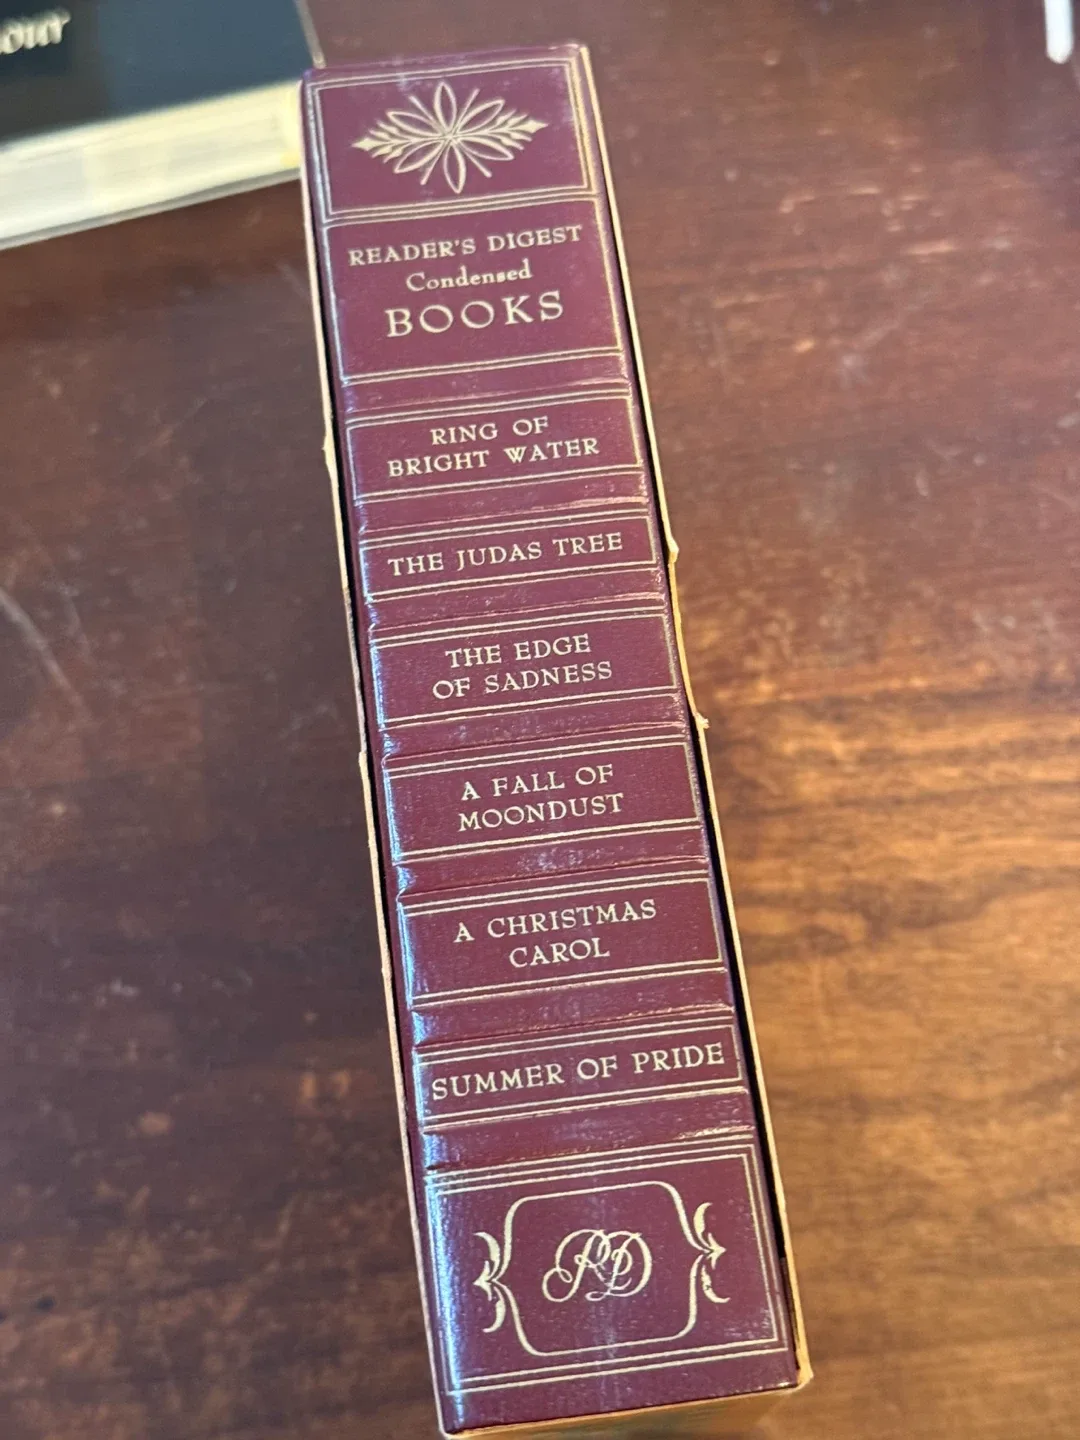 READER'S DIGEST
Condensed
BOOKS
RING OF
BRIGHT WATER
THE JUDAS TREE
THE EDGE
OF SADNESS
A FALL OF
MOONDUST
A CHRISTMAS
CAROL
SUMMER OF PRIDE
RD